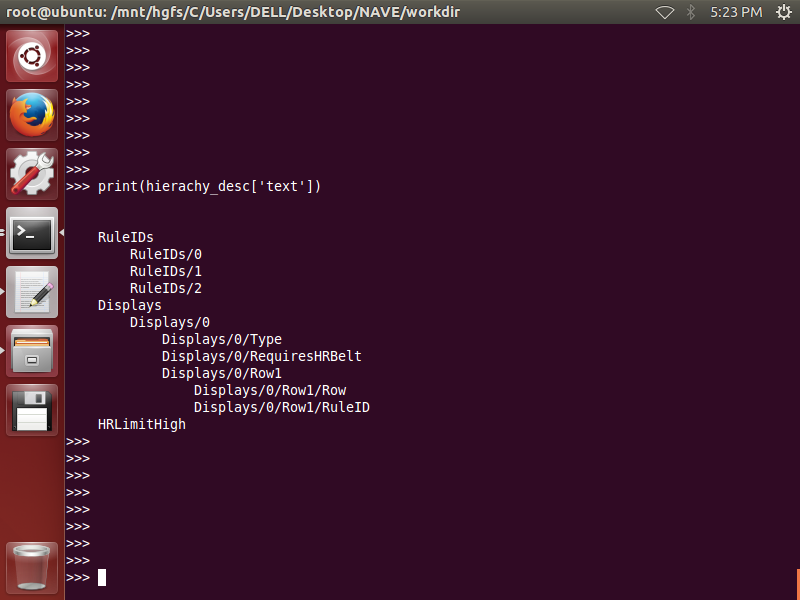 root@ubuntu: /mnt/hgfs/C/Users/DELL/Desktop/NAVE/workdir 5:23 PM
>>>
>>>
>>>
>>>
>>>
>>>
>>>
>>>
>>>
>>> print(hierachy_desc['text'])
RuleIDs
RuleIDs/0
RuleIDs/1
RuleIDs/2
Displays
Displays/0
Displays/0/Type
Displays/0/RequiresHRBelt
Displays/0/Row1
Displays/0/Row1/Row
Displays/0/Row1/RuleID
HRLimitHigh
>>>
>>>
>>>
>>>
>>>
>>>
>>>
>>>
>>>